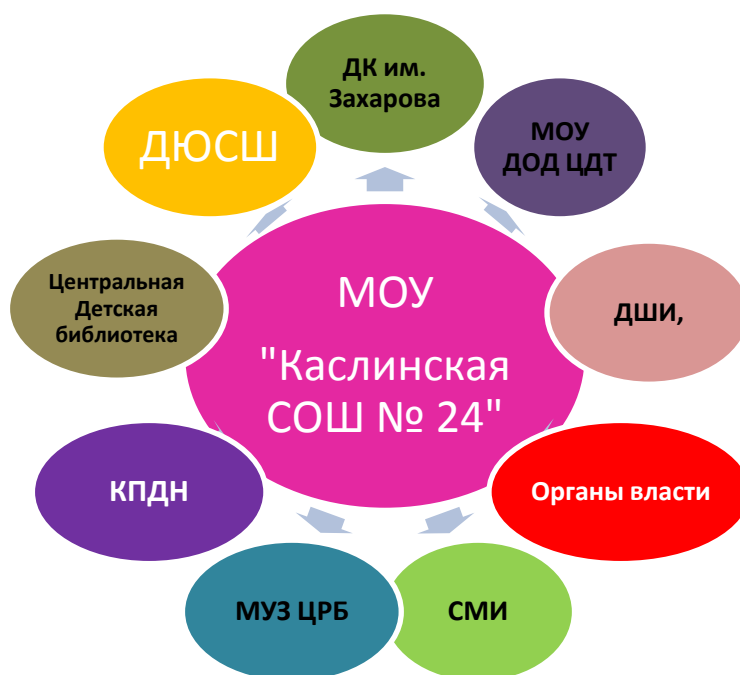 ДК им.
Захарова
МОУ
ДОД ЦДТ
ДШИ,
Органы власти
СМИ
МУЗ ЦРБ
КПДН
Центральная
Детская
библиотека
ДЮСШ
МОУ
"Каслинская
СОШ № 24"